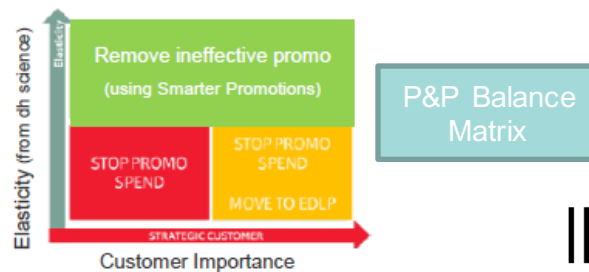 Elasticity (from dh science)
Elasticity
Remove ineffective promo
(using Smarter Promotions)
STOP PROMO
SPEND
STOP PROMO
SPEND
MOVE TO EDLP
STRATEGIC CUSTOMER
Customer Importance
P&P Balance
Matrix